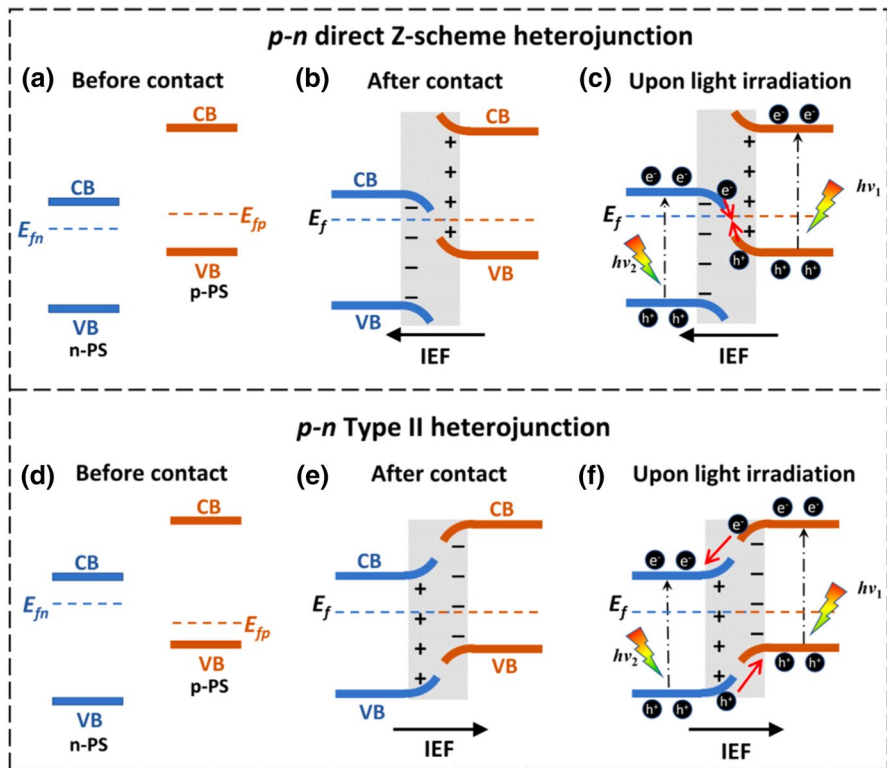 p-n direct Z-scheme heterojunction
(a) Before contact
CB
CB
E_fn
E_fp
VB
p-PS
VB
n-PS
(b) After contact
CB
CB
E_f
VB
VB
+ + + +
− − − −
IEF
(c) Upon light irradiation
e⁻ e⁻
e⁻ e⁻
e⁻
E_f
hν₁
hν₂
h⁺
h⁺ h⁺
h⁺ h⁺
+ + + +
− − − −
IEF
p-n Type II heterojunction
(d) Before contact
CB
CB
E_fn
E_fp
VB
p-PS
VB
n-PS
(e) After contact
CB
CB
E_f
VB
VB
+ + + +
− − − −
IEF
(f) Upon light irradiation
e⁻ e⁻
e⁻
e⁻ e⁻
E_f
hν₁
hν₂
h⁺ h⁺
h⁺
h⁺ h⁺
+ + + +
− − − −
IEF